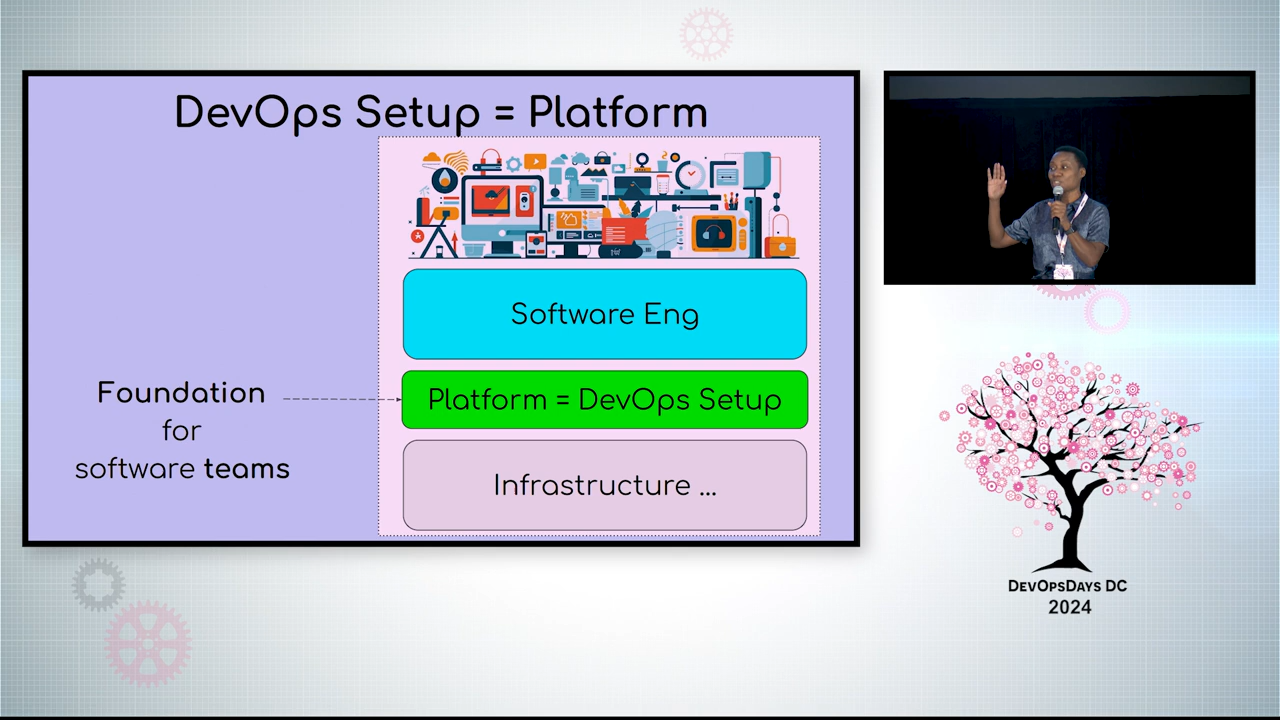 DevOps Setup = Platform
Software Eng
Platform = DevOps Setup
Infrastructure ...
Foundation
for
software teams
DevOpsDays DC
2024